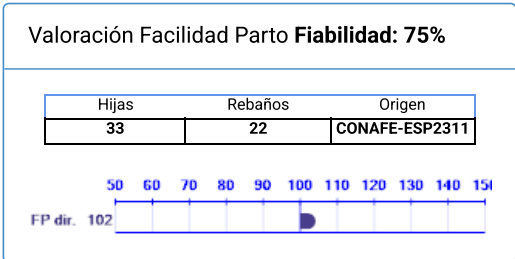 Valoración Facilidad Parto Fiabilidad: 75%
Hijas Rebaños Origen
33 22 CONAFE-ESP2311
50 60 70 80 90 100 110 120 130 140
FP dir. 102